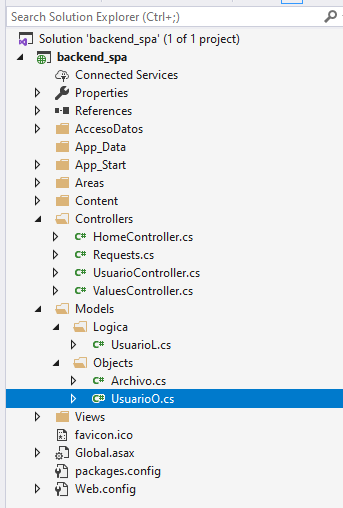 Search Solution Explorer (Ctrl+;)
Solution 'backend_spa' (1 of 1 project)
backend_spa
Connected Services
Properties
References
AccesoDatos
App_Data
App_Start
Areas
Content
Controllers
C# HomeController.cs
C# Requests.cs
C# UsuarioController.cs
C# ValuesController.cs
Models
Logica
C# UsuarioL.cs
Objects
C# Archivo.cs
C# UsuarioO.cs
Views
favicon.ico
Global.asax
packages.config
Web.config